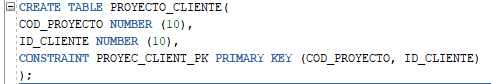 CREATE TABLE PROYECTO_CLIENTE(
COD_PROYECTO NUMBER (10),
ID_CLIENTE NUMBER (10),
CONSTRAINT PROYEC_CLIENT_PK PRIMARY KEY (COD_PROYECTO, ID_CLIENTE)
);